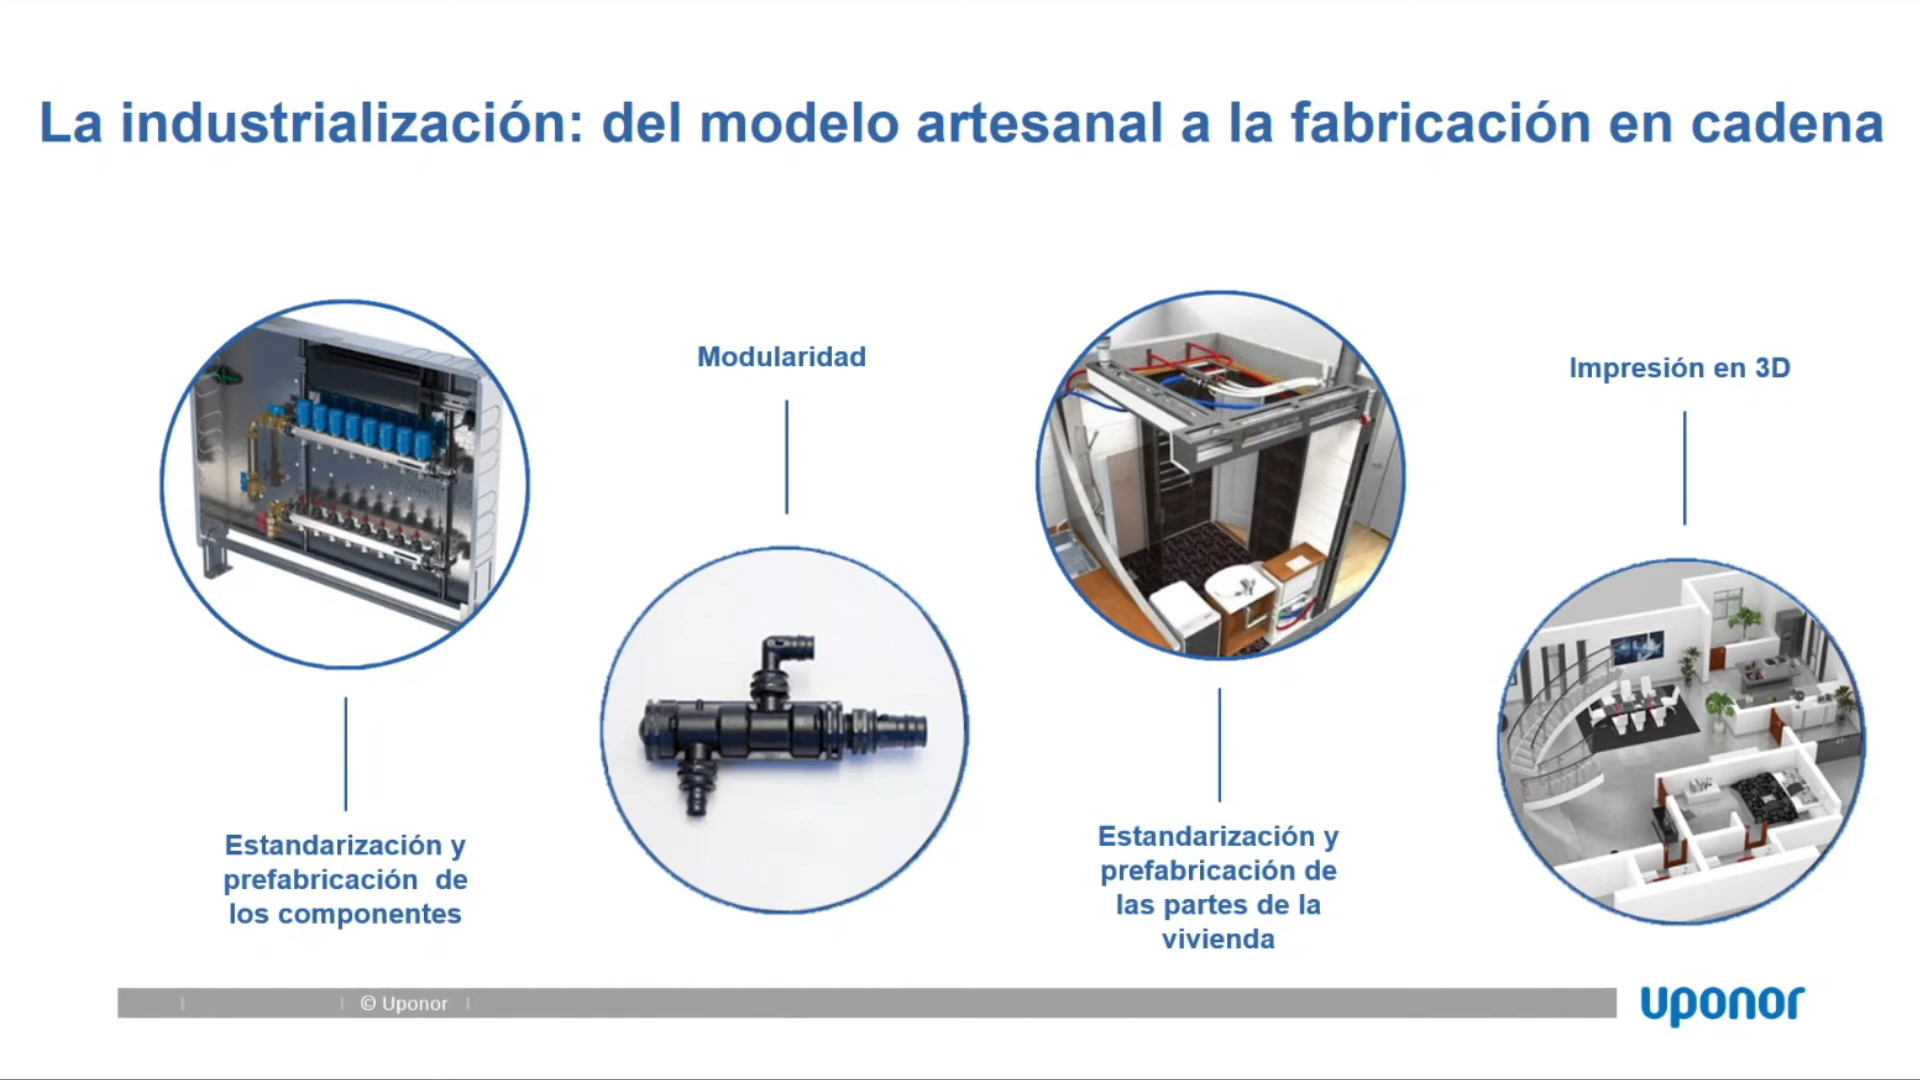 La industrialización: del modelo artesanal a la fabricación en cadena
Estandarización y
prefabricación de
los componentes
Modularidad
Estandarización y
prefabricación de
las partes de la
vivienda
Impresión en 3D
© Uponor
uponor